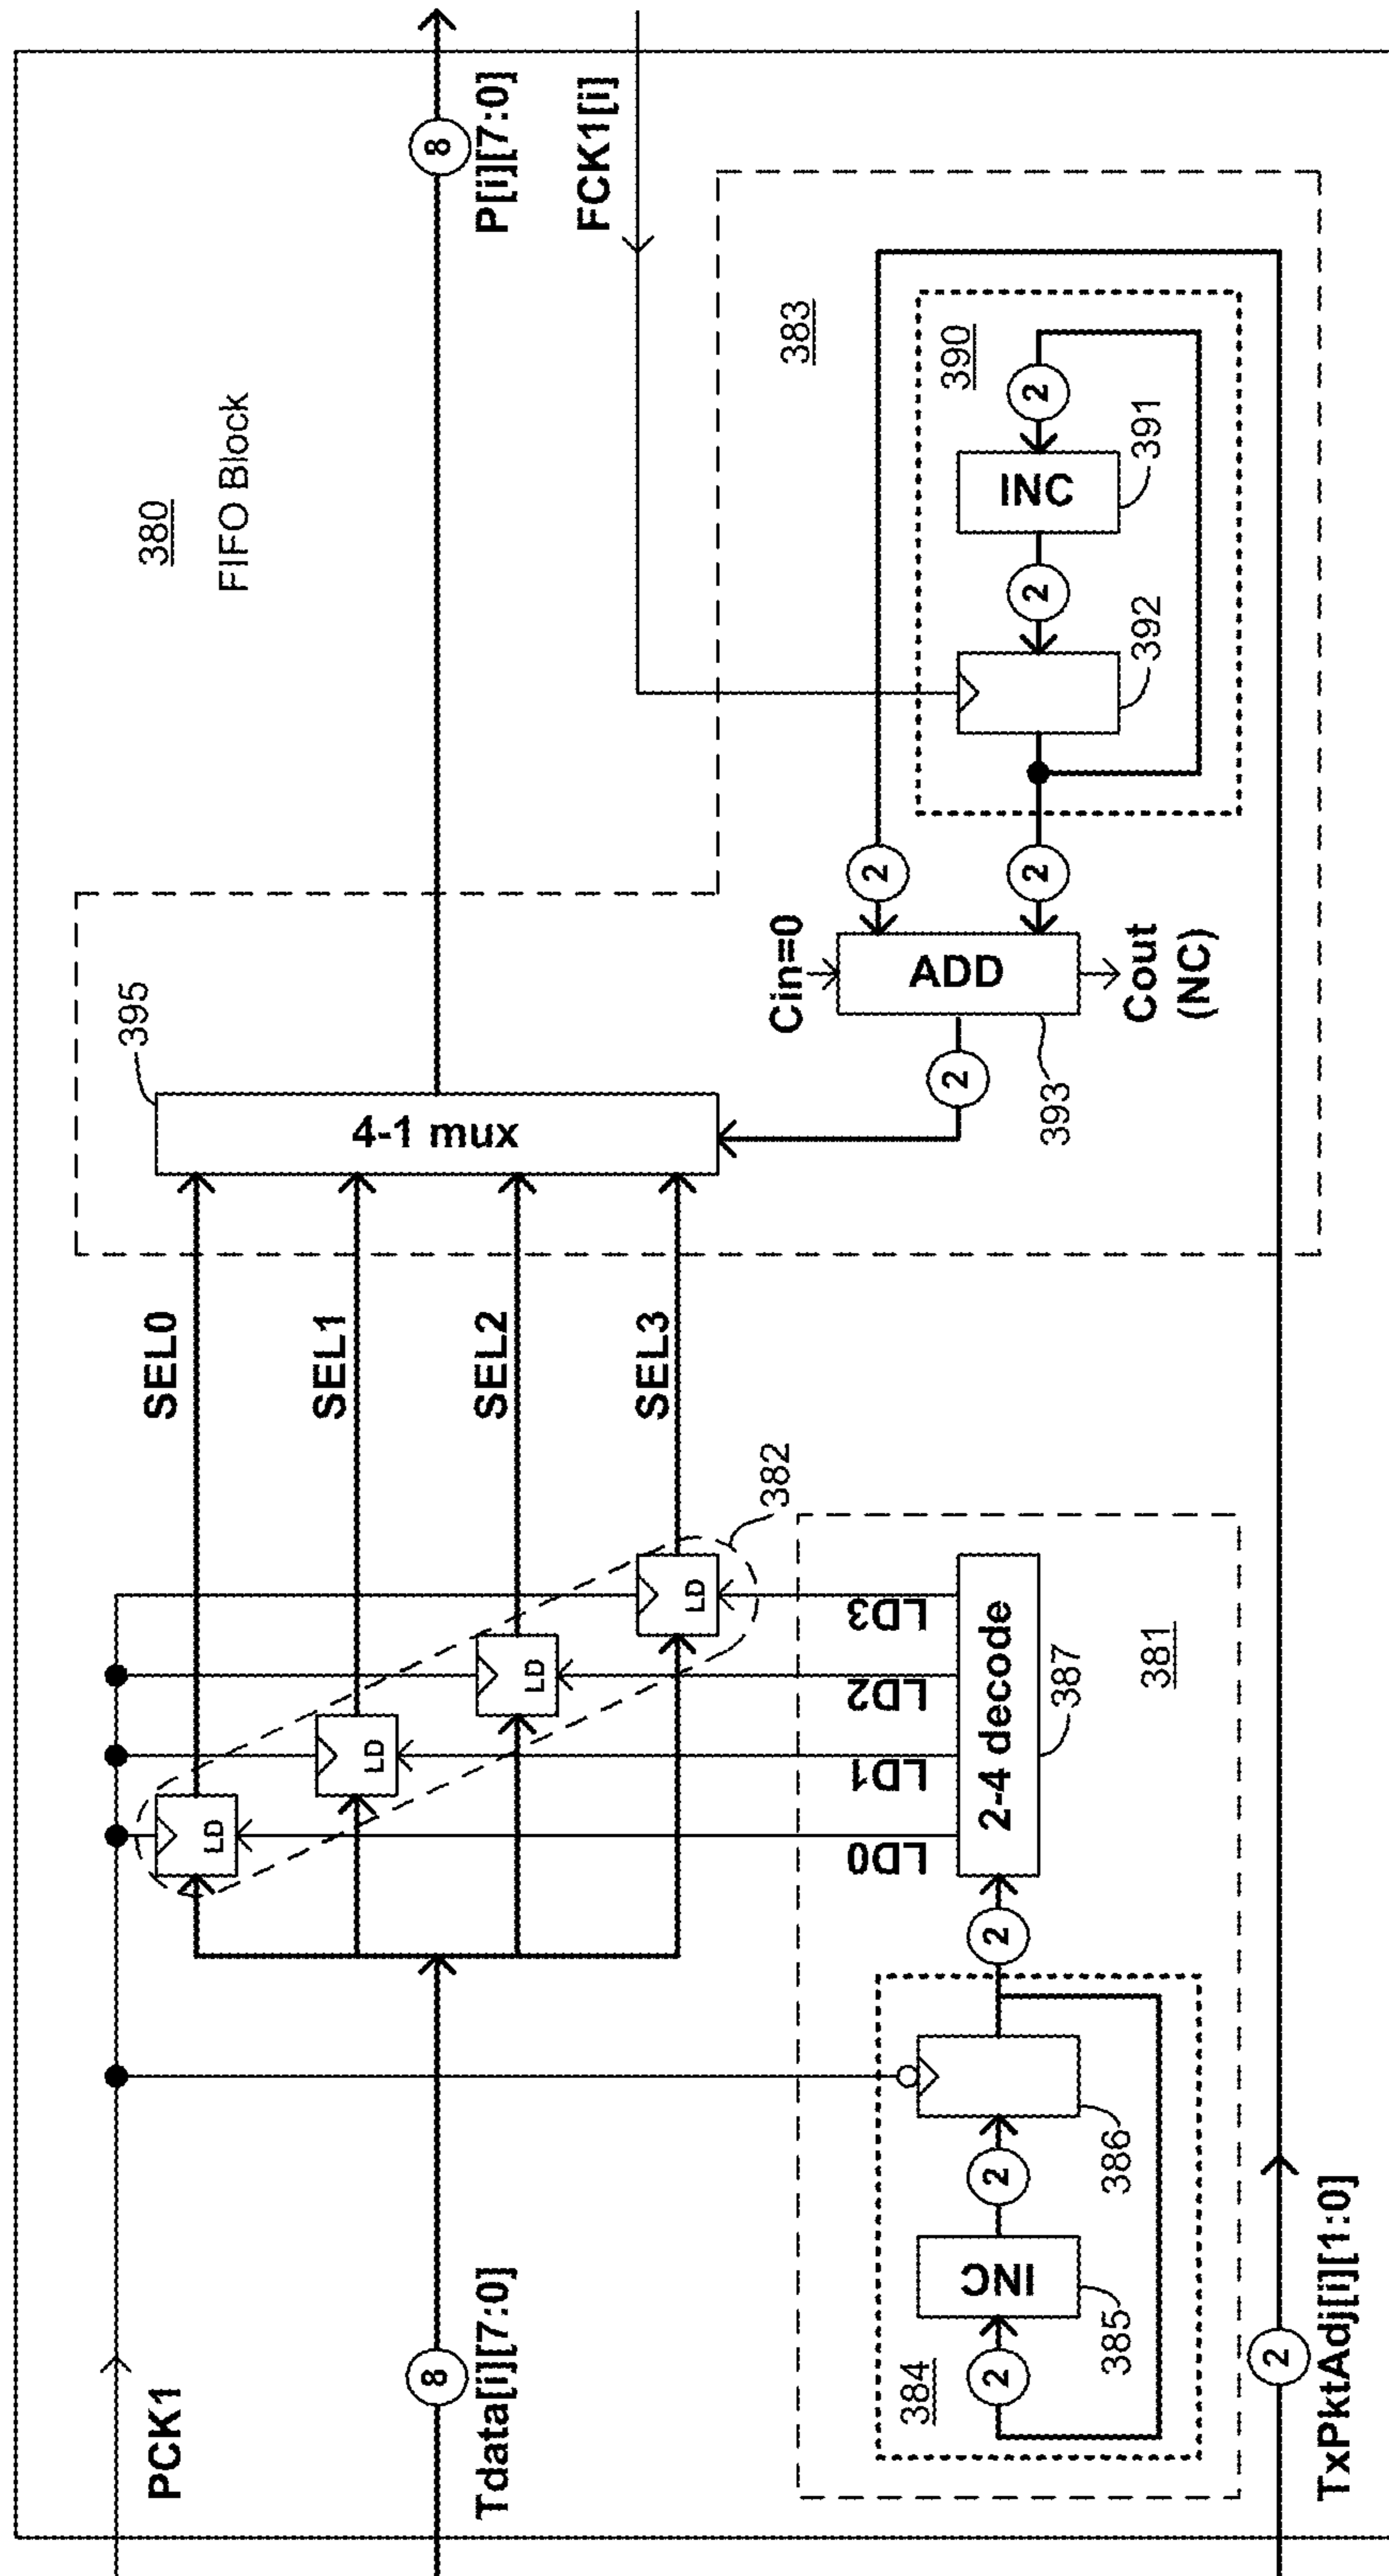 380
FIFO Block
PCK1
Tdata[i][7:0]
8
TxPktAdj[i][1:0]
2
LD
LD
LD
LD
382
SEL0
SEL1
SEL2
SEL3
395
4-1 mux
8
P[i][7:0]
FCK1[i]
384
2
INC
385
2
386
2
2-4 decode
387
381
LD0
LD1
LD2
LD3
383
390
2
INC
391
2
392
2
2
Cin=0
ADD
Cout
(NC)
393
2